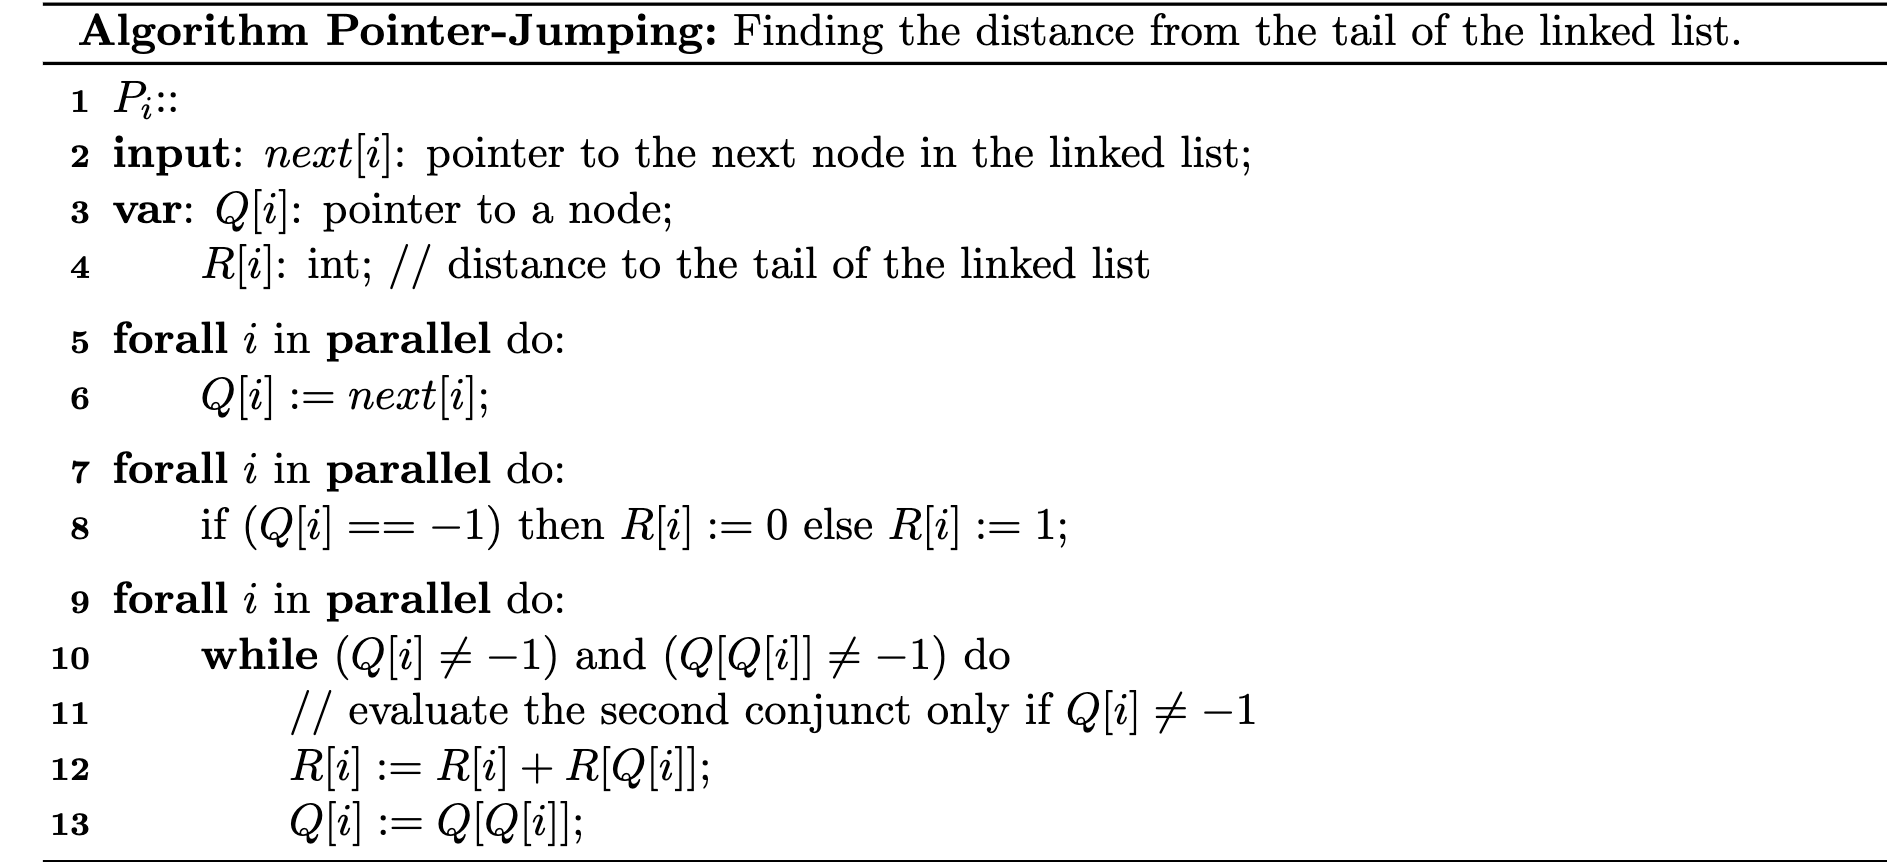 Algorithm Pointer-Jumping: Finding the distance from the tail of the linked list.
1 P_i::
2 input: next[i]: pointer to the next node in the linked list;
3 var: Q[i]: pointer to a node;
4 R[i]: int; // distance to the tail of the linked list
5 forall i in parallel do:
6 Q[i] := next[i];
7 forall i in parallel do:
8 if (Q[i] == −1) then R[i] := 0 else R[i] := 1;
9 forall i in parallel do:
10 while (Q[i] ≠ −1) and (Q[Q[i]] ≠ −1) do
11 // evaluate the second conjunct only if Q[i] ≠ −1
12 R[i] := R[i] + R[Q[i]];
13 Q[i] := Q[Q[i]];